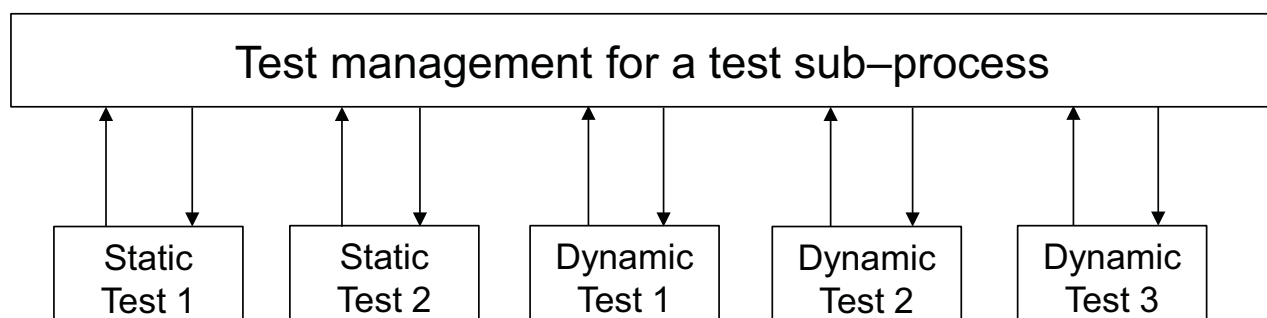 Test management for a test sub–process
Static
Test 1
Static
Test 2
Dynamic
Test 1
Dynamic
Test 2
Dynamic
Test 3